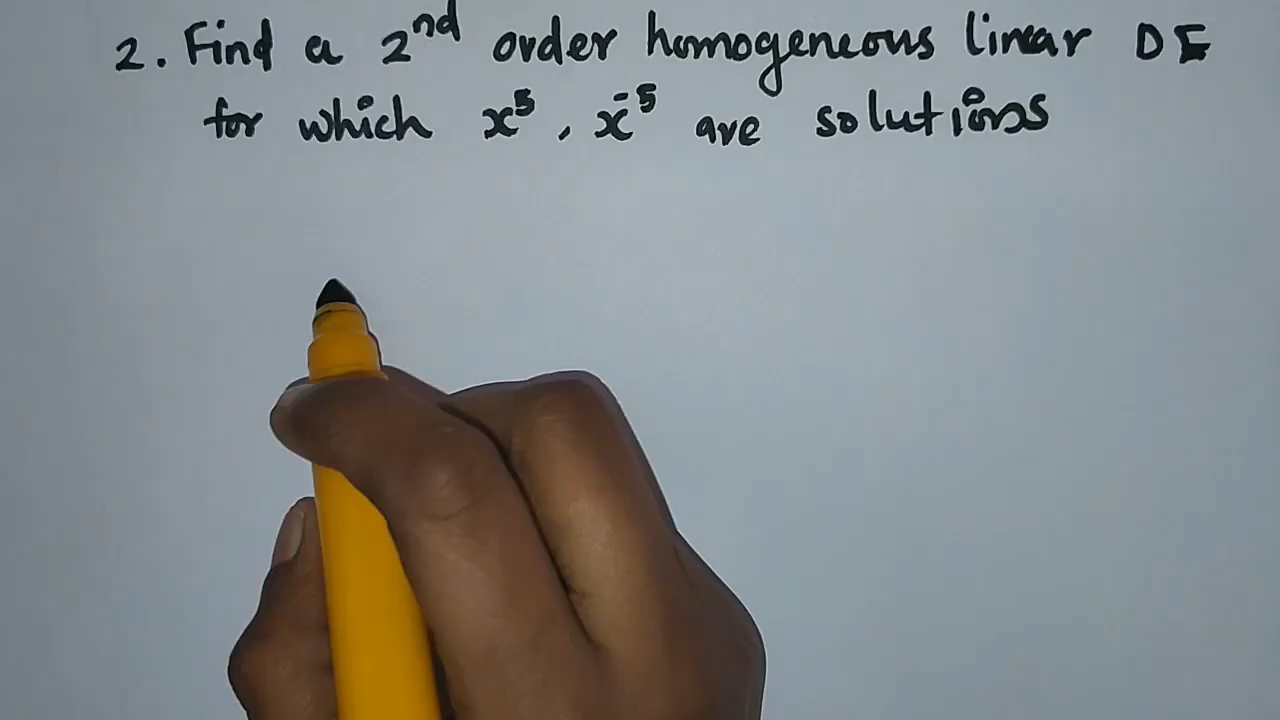 2. Find a 2ⁿᵈ order homogeneous linear DE
for which x⁵, x⁻⁵ are solutions